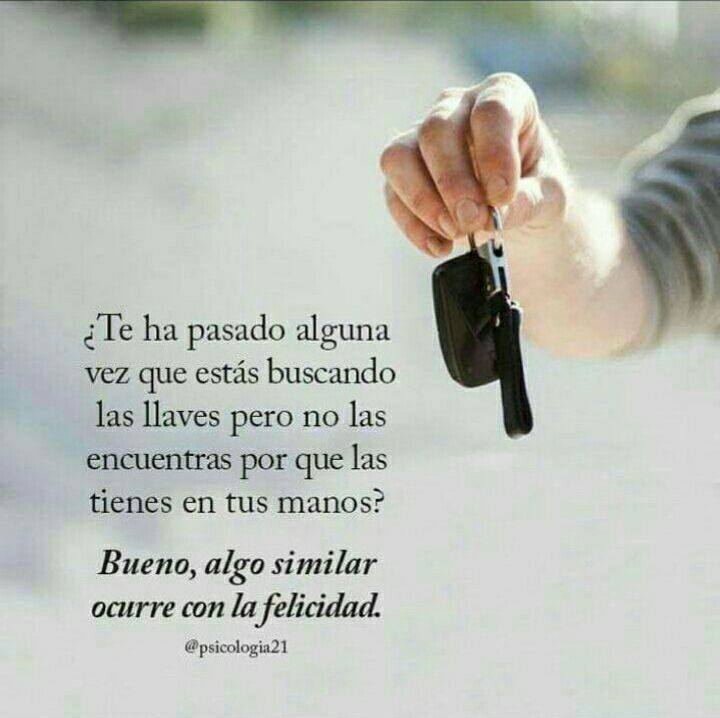 ¿Te ha pasado alguna
vez que estás buscando
las llaves pero no las
encuentras por que las
tienes en tus manos?
Bueno, algo similar
ocurre con la felicidad.
@psicologia21